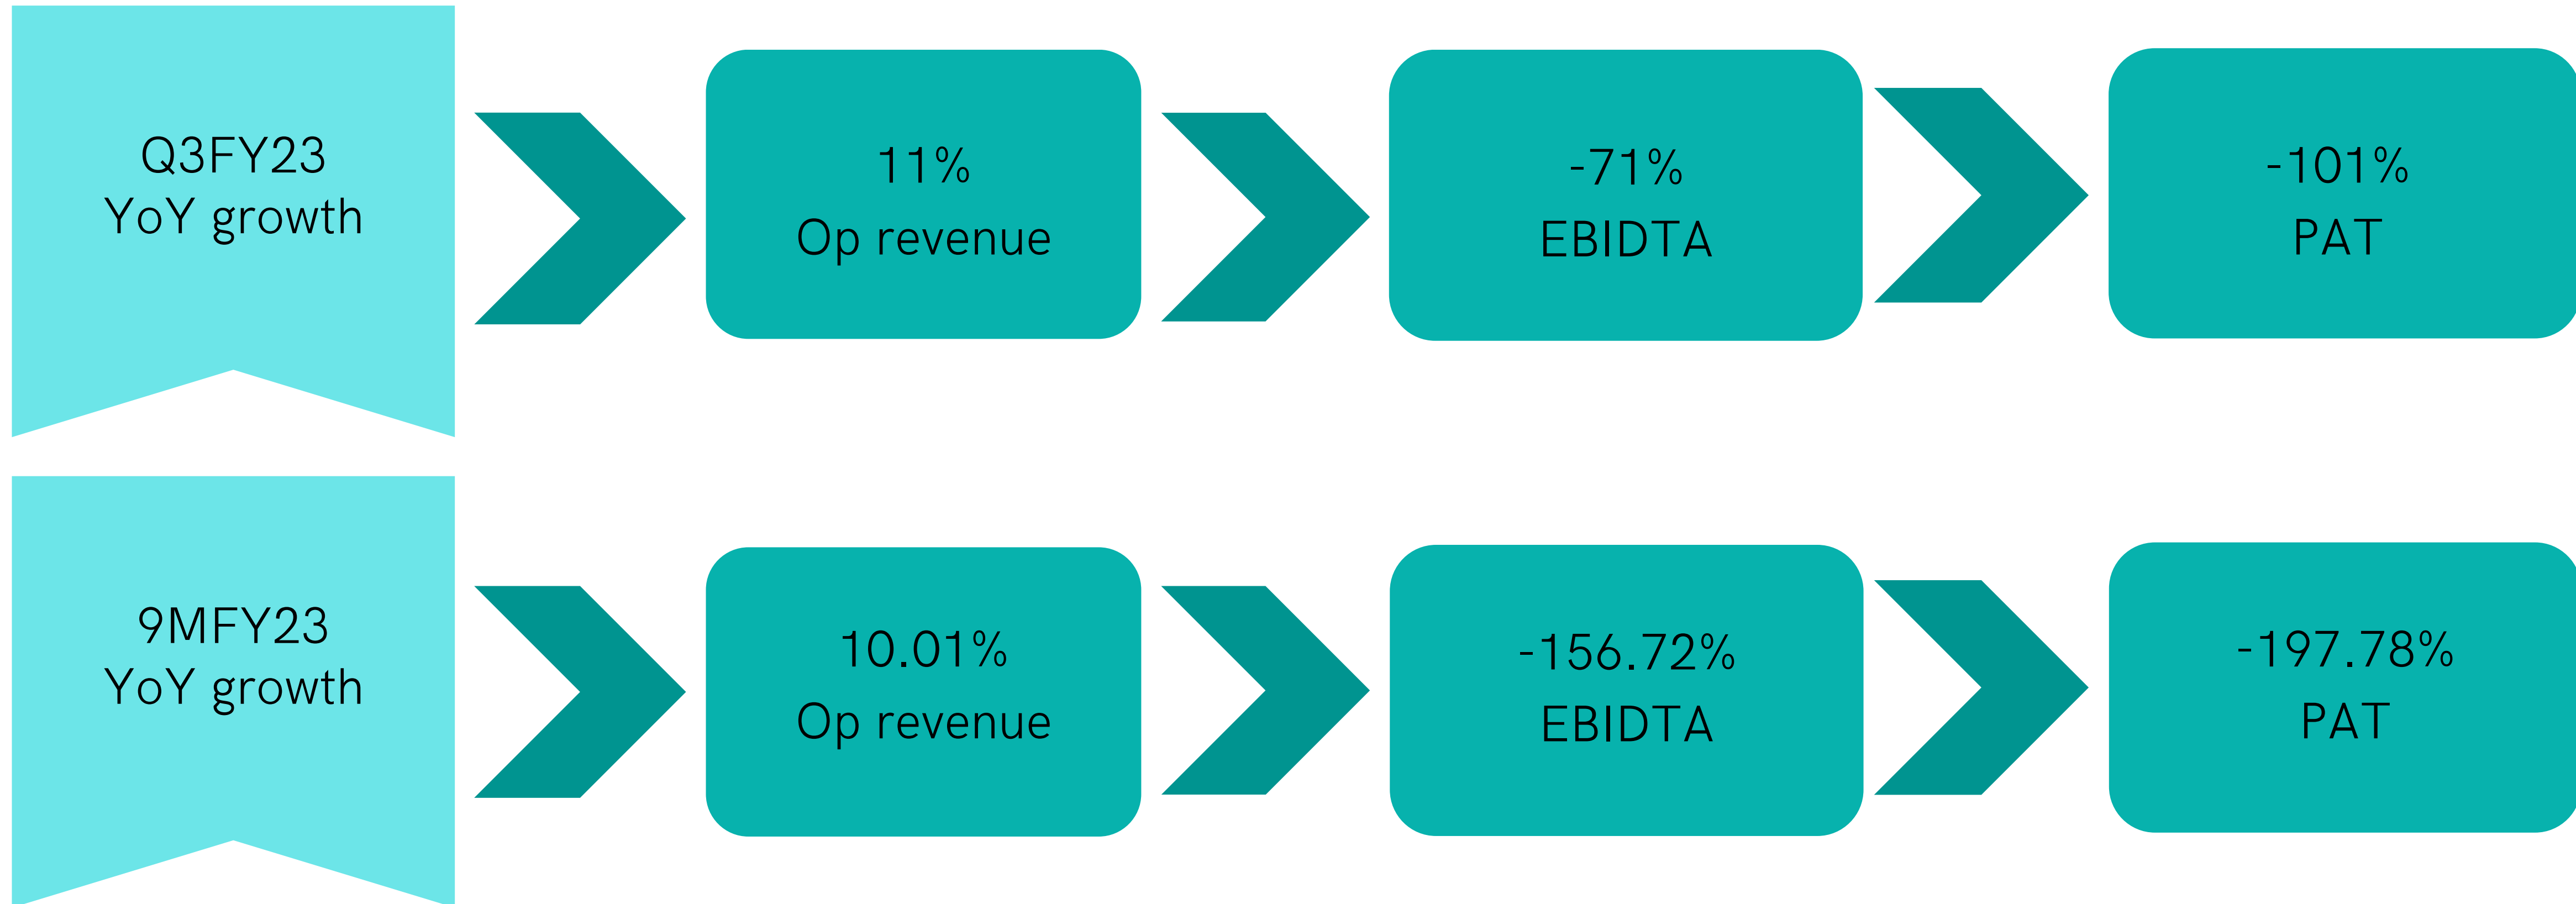 Q3FY23
YoY growth
11%
Op revenue
-71%
EBIDTA
-101%
PAT
9MFY23
YoY growth
10.01%
Op revenue
-156.72%
EBIDTA
-197.78%
PAT